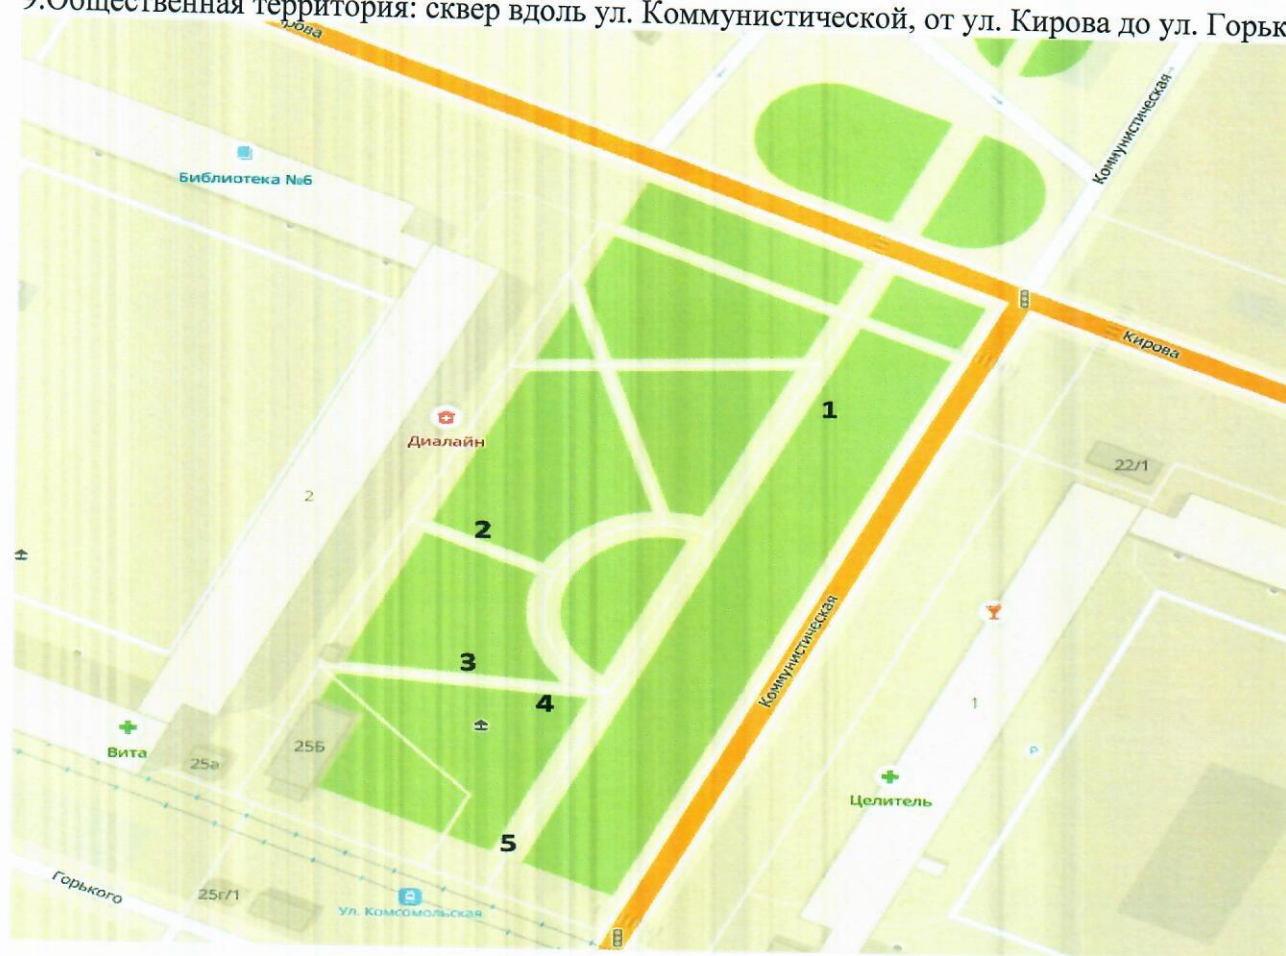 9.Общественная территория: сквер вдоль ул. Коммунистической, от ул. Кирова до ул. Горьк
рова
Коммунистическая
Библиотека №6
Кирова
1
Диалайн
22/1
2
2
Коммунистическая
3
4
1
Вита
25а
25Б
Р
Целитель
5
Горького
25г/1
Ул. Комсомольская